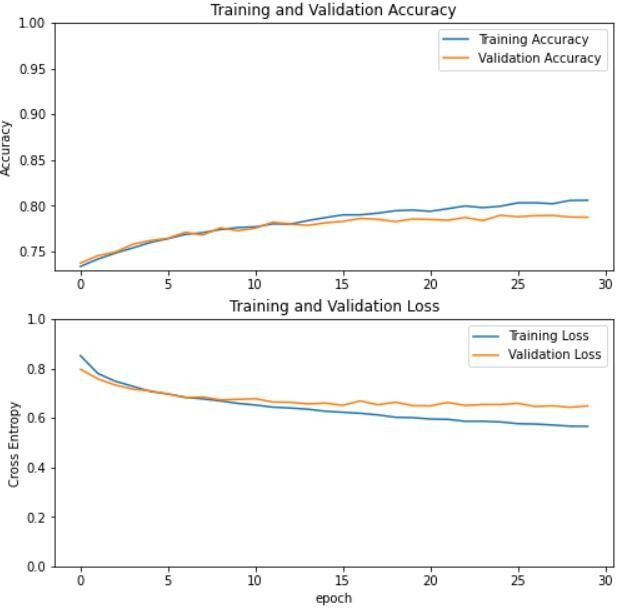 Training and Validation Accuracy
1.00
0.95
0.90
0.85
0.80
0.75
Accuracy
Training Accuracy
Validation Accuracy
0 5 10 15 20 25 30
Training and Validation Loss
1.0
0.8
0.6
0.4
0.2
0.0
Cross Entropy
Training Loss
Validation Loss
0 5 10 15 20 25 30
epoch